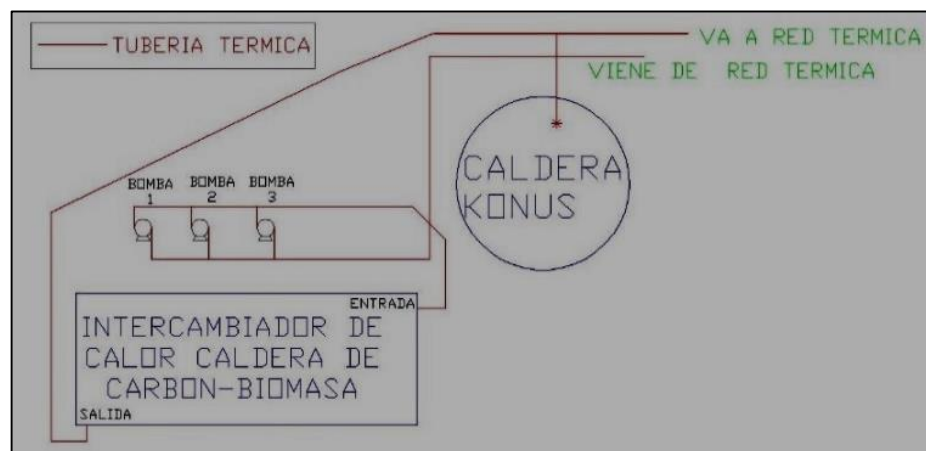 TUBERIA TERMICA
VA A RED TERMICA
VIENE DE RED TERMICA
CALDERA
KONUS
BOMBA BOMBA BOMBA
1 2 3
ENTRADA
INTERCAMBIADOR DE
CALOR CALDERA DE
CARBON-BIOMASA
SALIDA